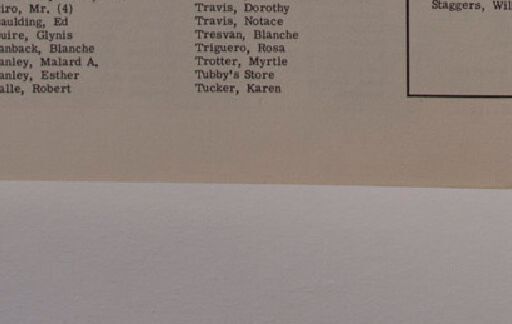 iro, Mr. (4)
aulding, Ed
uire, Glynis
anback, Blanche
anley, Malard A.
anley, Esther
alle, Robert
Travis, Dorothy
Travis, Notace
Tresvan, Blanche
Triguero, Rosa
Trotter, Myrtle
Tubby's Store
Tucker, Karen
Staggers, Wil